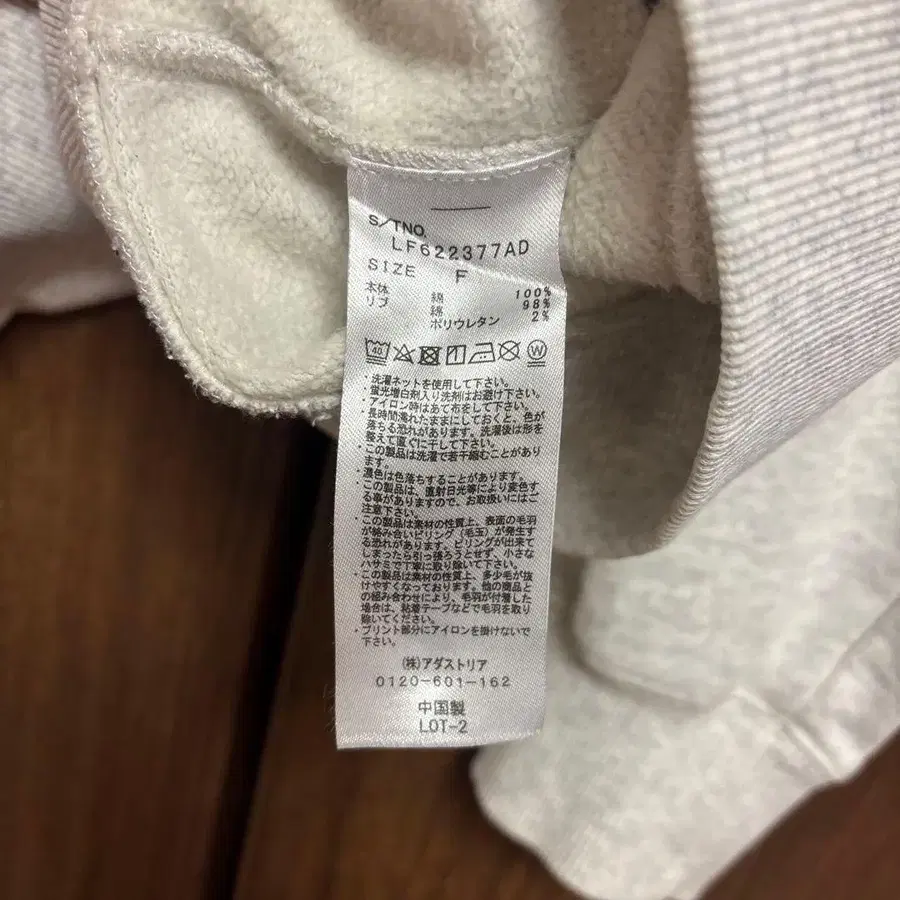 S/TNO.
LF622377AD
SIZE F
本体 綿 100%
リブ 綿 98%
ポリウレタン 2%
40
W
・洗濯ネットを使用して下さい。
・蛍光増白剤入り洗剤はお避け下さい。
・アイロン時はあて布をして下さい。
・長時間濡れたままにしておくと、色が
落ちる恐れがあります。洗濯後は形を
整えて直ぐに干して下さい。
・この製品は洗濯で若干縮むことがあり
ます。
・濃色は色落ちすることがあります。
・この製品は、直射日光等により変色す
る事がありますので、お取扱いにはご
注意下さい。
・この製品は素材の性質上、表面の毛羽
が絡み合いピリング(毛玉)が発生す
る恐れがあります。ピリングが出来て
しまったら引っ張ろうとせず、小さな
ハサミで丁寧に取り除いて下さい。
・この製品は素材の性質上、多少毛が抜
けやすくなっております。他の商品と
の組み合わせにより、毛羽が付着した
場合は、粘着テープなどで毛羽を取り
除いてください。
・プリント部分にアイロンを掛けないで
下さい。
(株)アダストリア
0120-601-162
中国製
LOT-2